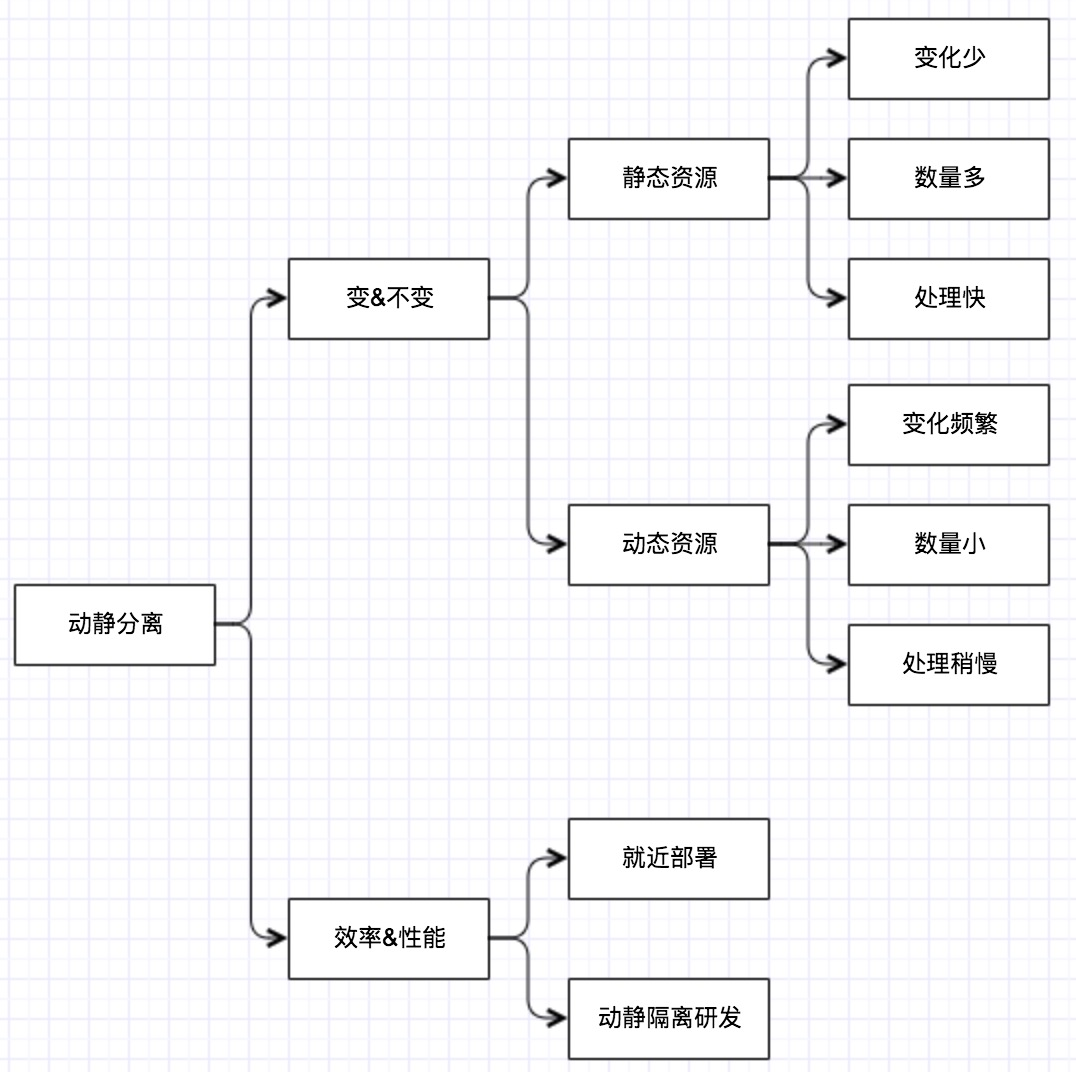 变化少
静态资源
数量多
变&不变
处理快
变化频繁
动态资源
数量小
动静分离
处理稍慢
就近部署
效率&性能
动静隔离研发